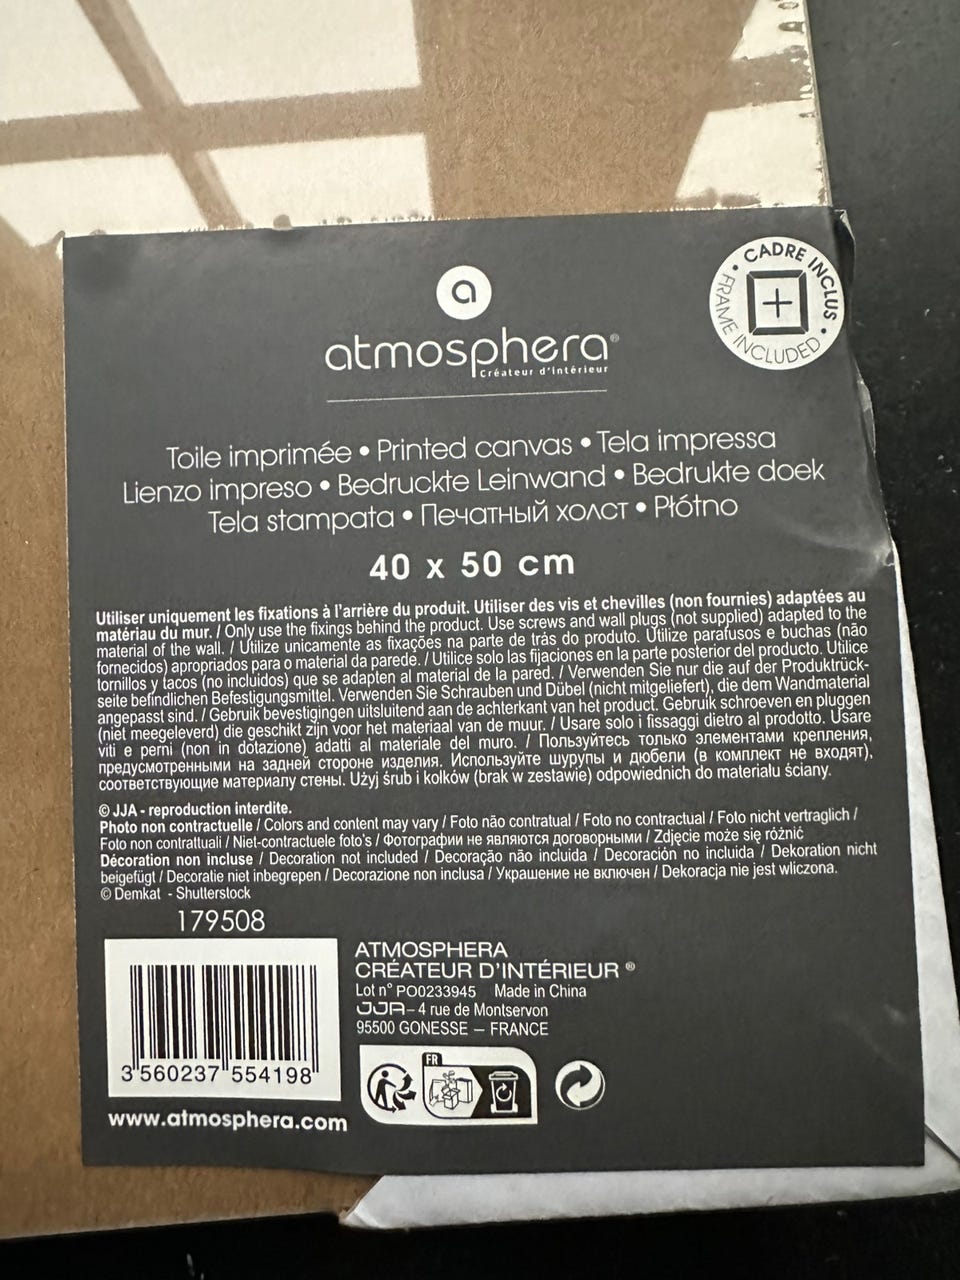 CADRE INCLUS • FRAME INCLUDED •
a
atmosphera®
Créateur d'intérieur
Toile imprimée • Printed canvas • Tela impressa
Lienzo impreso • Bedruckte Leinwand • Bedrukte doek
Tela stampata • Печатный холст • Płótno
40 x 50 cm
Utiliser uniquement les fixations à l'arrière du produit. Utiliser des vis et chevilles (non fournies) adaptées au
matériau du mur. / Only use the fixings behind the product. Use screws and wall plugs (not supplied) adapted to the
material of the wall. / Utilize unicamente as fixações na parte de trás do produto. Utilize parafusos e buchas (não
fornecidos) apropriados para o material da parede. / Utilice solo las fijaciones en la parte posterior del producto. Utilice
tornillos y tacos (no incluidos) que se adapten al material de la pared. / Verwenden Sie nur die auf der Produktrück-
seite befindlichen Befestigungsmittel. Verwenden Sie Schrauben und Dübel (nicht mitgeliefert), die dem Wandmaterial
angepasst sind. / Gebruik bevestigingen uitsluitend aan de achterkant van het product. Gebruik schroeven en pluggen
(niet meegeleverd) die geschikt zijn voor het materiaal van de muur. / Usare solo i fissaggi dietro al prodotto. Usare
viti e perni (non in dotazione) adatti al materiale del muro. / Пользуйтесь только элементами крепления,
предусмотренными на задней стороне изделия. Используйте шурупы и дюбели (в комплект не входят),
соответствующие материалу стены. Użyj śrub i kołków (brak w zestawie) odpowiednich do materiału ściany.
© JJA - reproduction interdite.
Photo non contractuelle / Colors and content may vary / Foto não contratual / Foto no contractual / Foto nicht vertraglich /
Foto non contrattuali / Niet-contractuele foto's / Фотографии не являются договорными / Zdjęcie może się różnić
Décoration non incluse / Decoration not included / Decoração não incluida / Decoración no incluida / Dekoration nicht
beigefügt / Decoratie niet inbegrepen / Decorazione non inclusa / Украшение не включен / Dekoracja nie jest wliczona.
© Demkat - Shutterstock
179508
ATMOSPHERA
CRÉATEUR D'INTÉRIEUR ®
Lot n° PO0233945 Made in China
JJA – 4 rue de Montservon
95500 GONESSE – FRANCE
FR
3 560237 554198
www.atmosphera.com